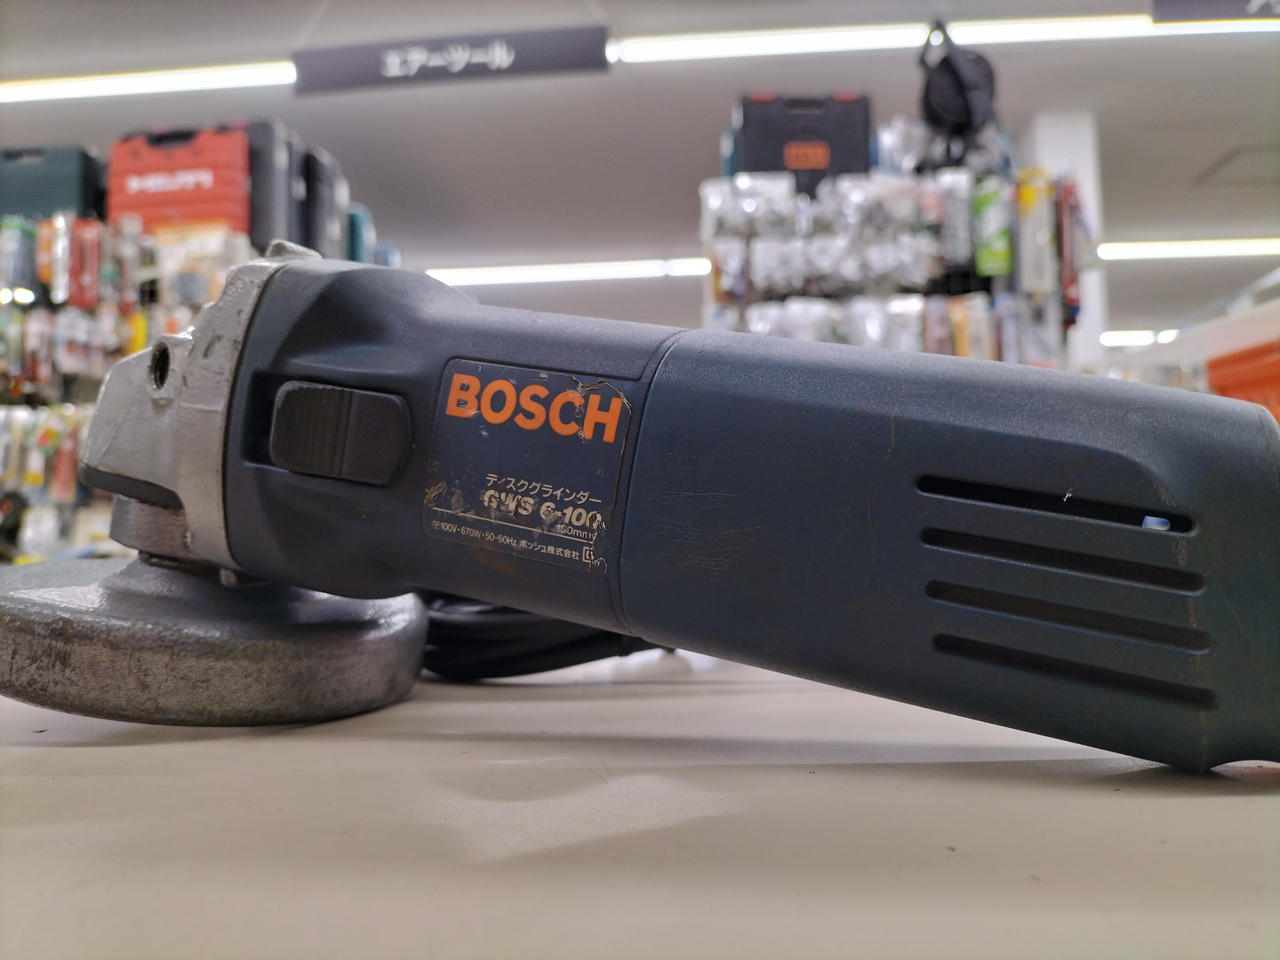 エアーツール
HILTI
BOSCH
ディスクグラインダー
GWS 6-100
100mm
100V・670W・50-60Hz ボッシュ株式会社